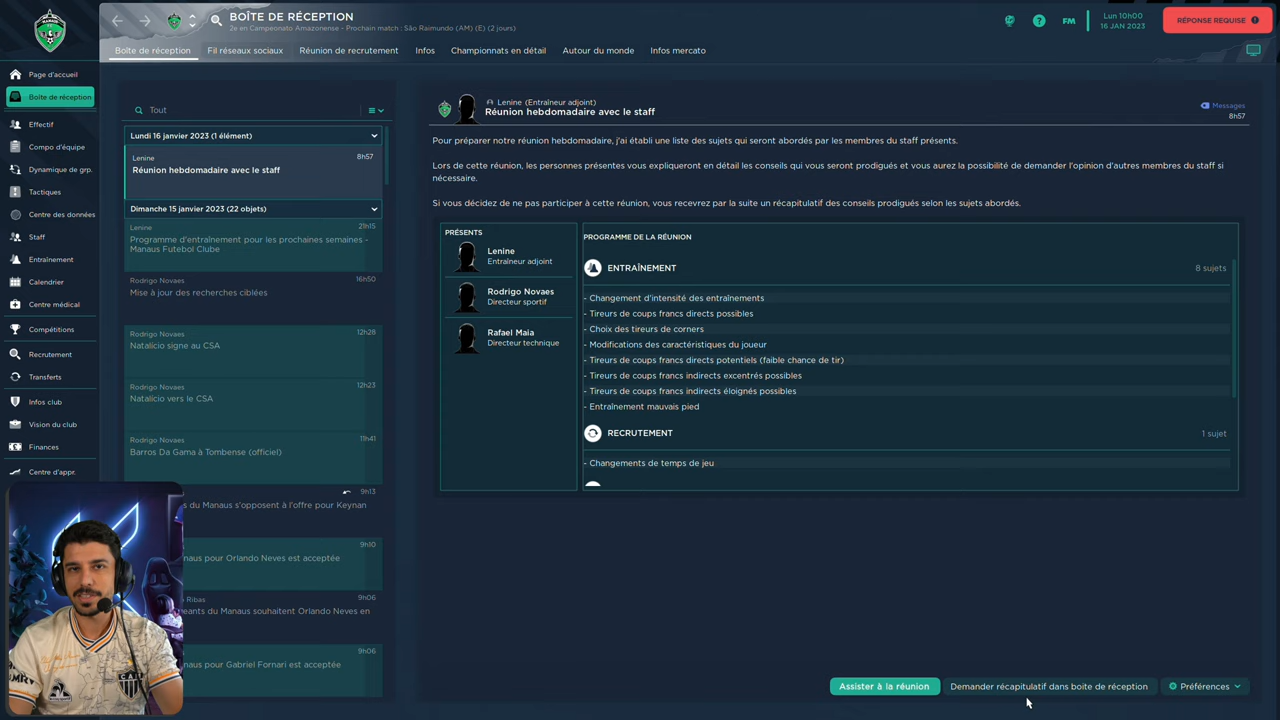 BOÎTE DE RÉCEPTION
2e en Campeonato Amazonense - Prochain match : São Raimundo (AM) (E) (2 jours)
FM
Lun 10h00
16 JAN 2023
RÉPONSE REQUISE
Boîte de réception
Fil réseaux sociaux
Réunion de recrutement
Infos
Championnats en détail
Autour du monde
Infos mercato
Page d'accueil
Boîte de réception
Effectif
Compo d'équipe
Dynamique de grp.
Tactiques
Centre des données
Staff
Entraînement
Calendrier
Centre médical
Compétitions
Recrutement
Transferts
Infos club
Vision du club
Finances
Centre d'appr.
Tout
Lundi 16 janvier 2023 (1 élément)
Lenine
8h57
Réunion hebdomadaire avec le staff
Dimanche 15 janvier 2023 (22 objets)
Lenine
21h15
Programme d'entraînement pour les prochaines semaines -
Manaus Futebol Clube
Rodrigo Novaes
16h50
Mise à jour des recherches ciblées
Rodrigo Novaes
12h28
Natalício signe au CSA
Rodrigo Novaes
12h23
Natalício vers le CSA
Rodrigo Novaes
11h41
Barros Da Gama à Tombense (officiel)
9h13
s du Manaus s'opposent à l'offre pour Keynan
9h10
naus pour Orlando Neves est acceptée
Ribas
9h06
eants du Manaus souhaitent Orlando Neves en
9h06
naus pour Gabriel Fornari est acceptée
Lenine (Entraîneur adjoint)
Réunion hebdomadaire avec le staff
Messages
8h57
Pour préparer notre réunion hebdomadaire, j'ai établi une liste des sujets qui seront abordés par les membres du staff présents.
Lors de cette réunion, les personnes présentes vous expliqueront en détail les conseils qui vous seront prodigués et vous aurez la possibilité de demander l'opinion d'autres membres du staff si
nécessaire.
Si vous décidez de ne pas participer à cette réunion, vous recevrez par la suite un récapitulatif des conseils prodigués selon les sujets abordés.
PRÉSENTS
Lenine
Entraîneur adjoint
Rodrigo Novaes
Directeur sportif
Rafael Maia
Directeur technique
PROGRAMME DE LA RÉUNION
ENTRAÎNEMENT
8 sujets
- Changement d'intensité des entraînements
- Tireurs de coups francs directs possibles
- Choix des tireurs de corners
- Modifications des caractéristiques du joueur
- Tireurs de coups francs directs potentiels (faible chance de tir)
- Tireurs de coups francs indirects excentrés possibles
- Tireurs de coups francs indirects éloignés possibles
- Entraînement mauvais pied
RECRUTEMENT
1 sujet
- Changements de temps de jeu
Assister à la réunion
Demander récapitulatif dans boite de réception
Préférences